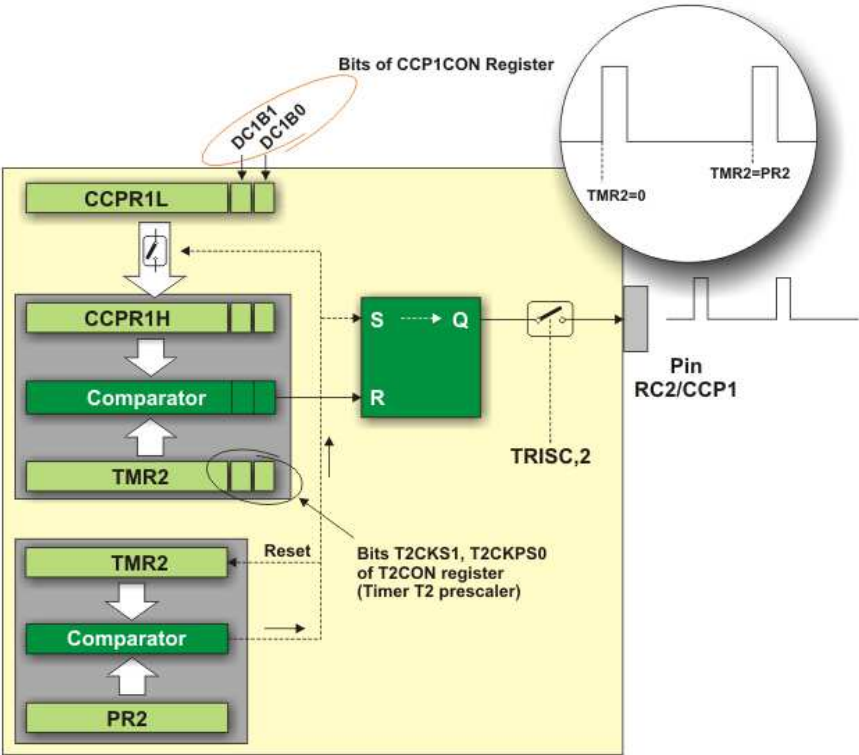 Bits of CCP1CON Register
DC1B1
DC1B0
TMR2=0
TMR2=PR2
CCPR1L
CCPR1H
Comparator
TMR2
S
Q
R
Pin
RC2/CCP1
TRISC,2
Reset
Bits T2CKS1, T2CKPS0
of T2CON register
(Timer T2 prescaler)
TMR2
Comparator
PR2